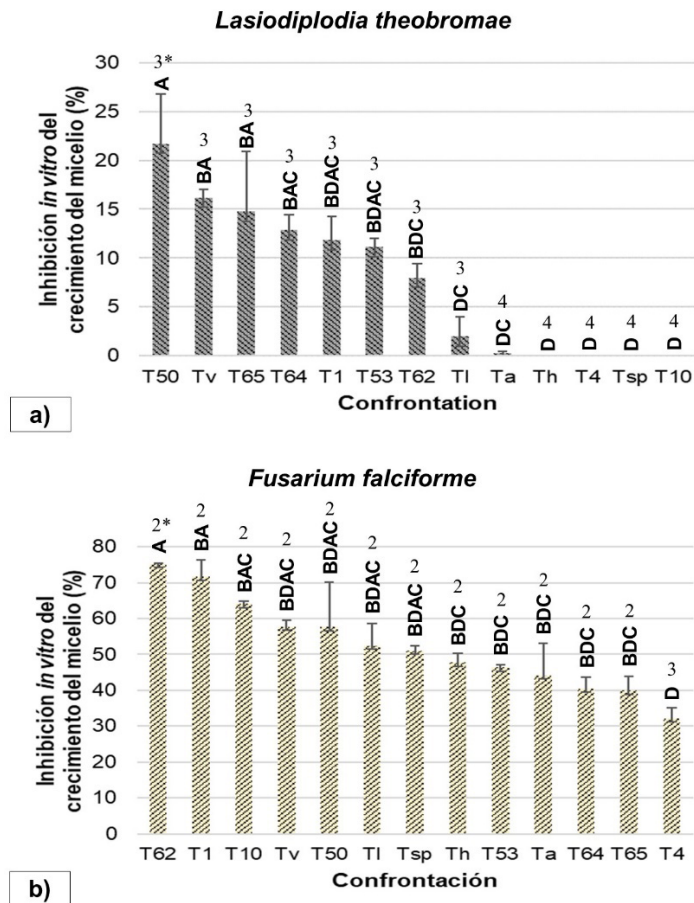 Lasiodiplodia theobromae
Inhibición in vitro del
crecimiento del micelio (%)
30
25
20
15
10
5
0
3* 3 3 3 3 3 3 3 4 4 4 4 4
A BA BA BAC BDAC BDAC BDC DC DC D D D D
T50 Tv T65 T64 T1 T53 T62 Tl Ta Th T4 Tsp T10
Confrontation
a)
Fusarium falciforme
Inhibición in vitro del
crecimiento del micelio (%)
80
70
60
50
40
30
20
10
0
2* 2 2 2 2 2 2 2 2 2 2 2 3
A BA BAC BDAC BDAC BDAC BDAC BDC BDC BDC BDC BDC D
T62 T1 T10 Tv T50 Tl Tsp Th T53 Ta T64 T65 T4
Confrontación
b)